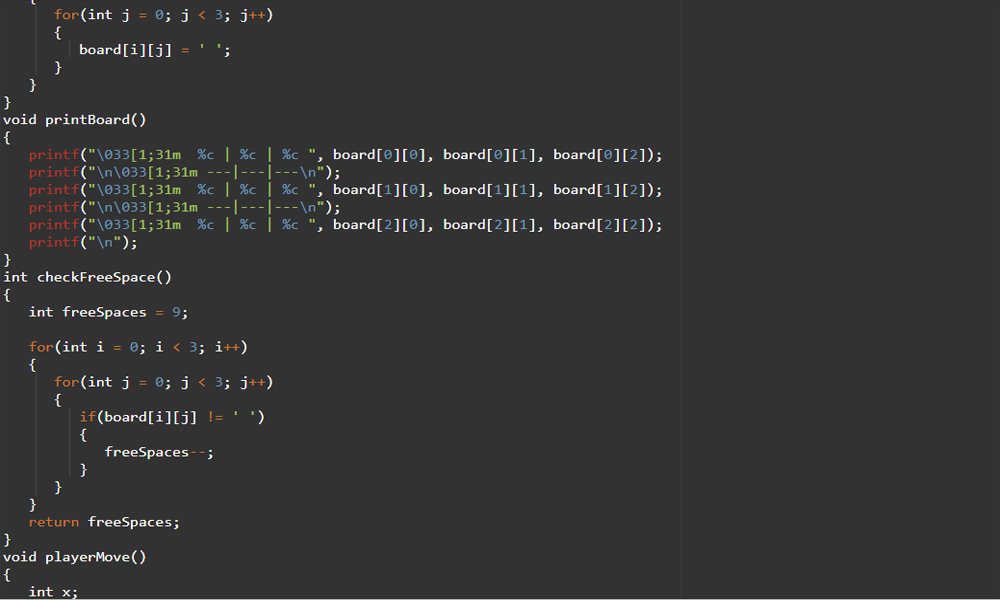 {
for(int j = 0; j < 3; j++)
{
board[i][j] = ' ';
}
}
}
void printBoard()
{
printf("\033[1;31m  %c | %c | %c ", board[0][0], board[0][1], board[0][2]);
printf("\n\033[1;31m ---|---|---\n");
printf("\033[1;31m  %c | %c | %c ", board[1][0], board[1][1], board[1][2]);
printf("\n\033[1;31m ---|---|---\n");
printf("\033[1;31m  %c | %c | %c ", board[2][0], board[2][1], board[2][2]);
printf("\n");
}
int checkFreeSpace()
{
int freeSpaces = 9;
for(int i = 0; i < 3; i++)
{
for(int j = 0; j < 3; j++)
{
if(board[i][j] != ' ')
{
freeSpaces--;
}
}
}
return freeSpaces;
}
void playerMove()
{
int x;